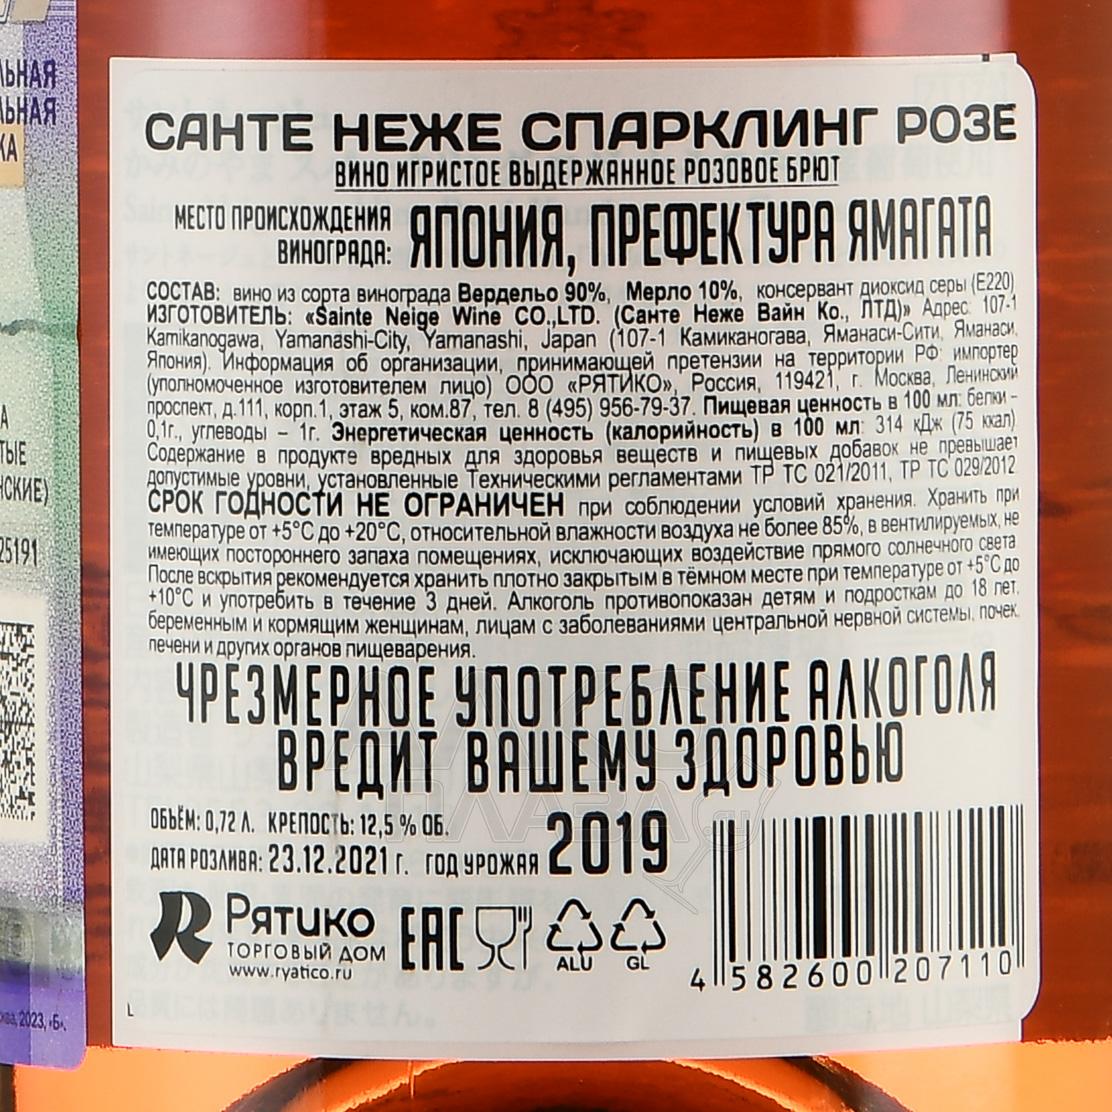 ЛЬНАЯ
ЛЬНАЯ
КА
А
ТЫЕ
НСКИЕ)
25191
САНТЕ НЕЖЕ СПАРКЛИНГ РОЗЕ
ВИНО ИГРИСТОЕ ВЫДЕРЖАННОЕ РОЗОВОЕ БРЮТ
МЕСТО ПРОИСХОЖДЕНИЯ
ВИНОГРАДА: ЯПОНИЯ, ПРЕФЕКТУРА ЯМАГАТА
СОСТАВ: вино из сорта винограда Вердельо 90%, Мерло 10%, консервант диоксид серы (Е220)
ИЗГОТОВИТЕЛЬ: «Sainte Neige Wine CO.,LTD. (Санте Неже Вайн Ко., ЛТД)» Адрес: 107-1
Kamikanogawa, Yamanashi-City, Yamanashi, Japan (107-1 Камиканогава, Яманаси-Сити, Яманаси,
Япония). Информация об организации, принимающей претензии на территории РФ: импортер
(уполномоченное изготовителем лицо) ООО «РЯТИКО», Россия, 119421, г. Москва, Ленинский
проспект, д.111, корп.1, этаж 5, ком.87, тел. 8 (495) 956-79-37. Пищевая ценность в 100 мл: белки –
0,1г., углеводы – 1г. Энергетическая ценность (калорийность) в 100 мл: 314 кДж (75 ккал)
Содержание в продукте вредных для здоровья веществ и пищевых добавок не превышает
допустимые уровни, установленные Техническими регламентами ТР ТС 021/2011, ТР ТС 029/2012
СРОК ГОДНОСТИ НЕ ОГРАНИЧЕН при соблюдении условий хранения. Хранить при
температуре от +5°С до +20°С, относительной влажности воздуха не более 85%, в вентилируемых, не
имеющих постороннего запаха помещениях, исключающих воздействие прямого солнечного света
После вскрытия рекомендуется хранить плотно закрытым в тёмном месте при температуре от +5°С до
+10°С и употребить в течение 3 дней. Алкоголь противопоказан детям и подросткам до 18 лет,
беременным и кормящим женщинам, лицам с заболеваниями центральной нервной системы, почек,
печени и других органов пищеварения.
ЧРЕЗМЕРНОЕ УПОТРЕБЛЕНИЕ АЛКОГОЛЯ
ВРЕДИТ ВАШЕМУ ЗДОРОВЬЮ
ОБЪЁМ: 0,72 Л. КРЕПОСТЬ: 12,5 % ОБ.
ДАТА РОЗЛИВА: 23.12.2021 г. ГОД УРОЖАЯ 2019
РЯТИКО
ТОРГОВЫЙ ДОМ
www.ryatico.ru
EAC
ALU
GL
4 582600 207110
ква, 2023, «Б».